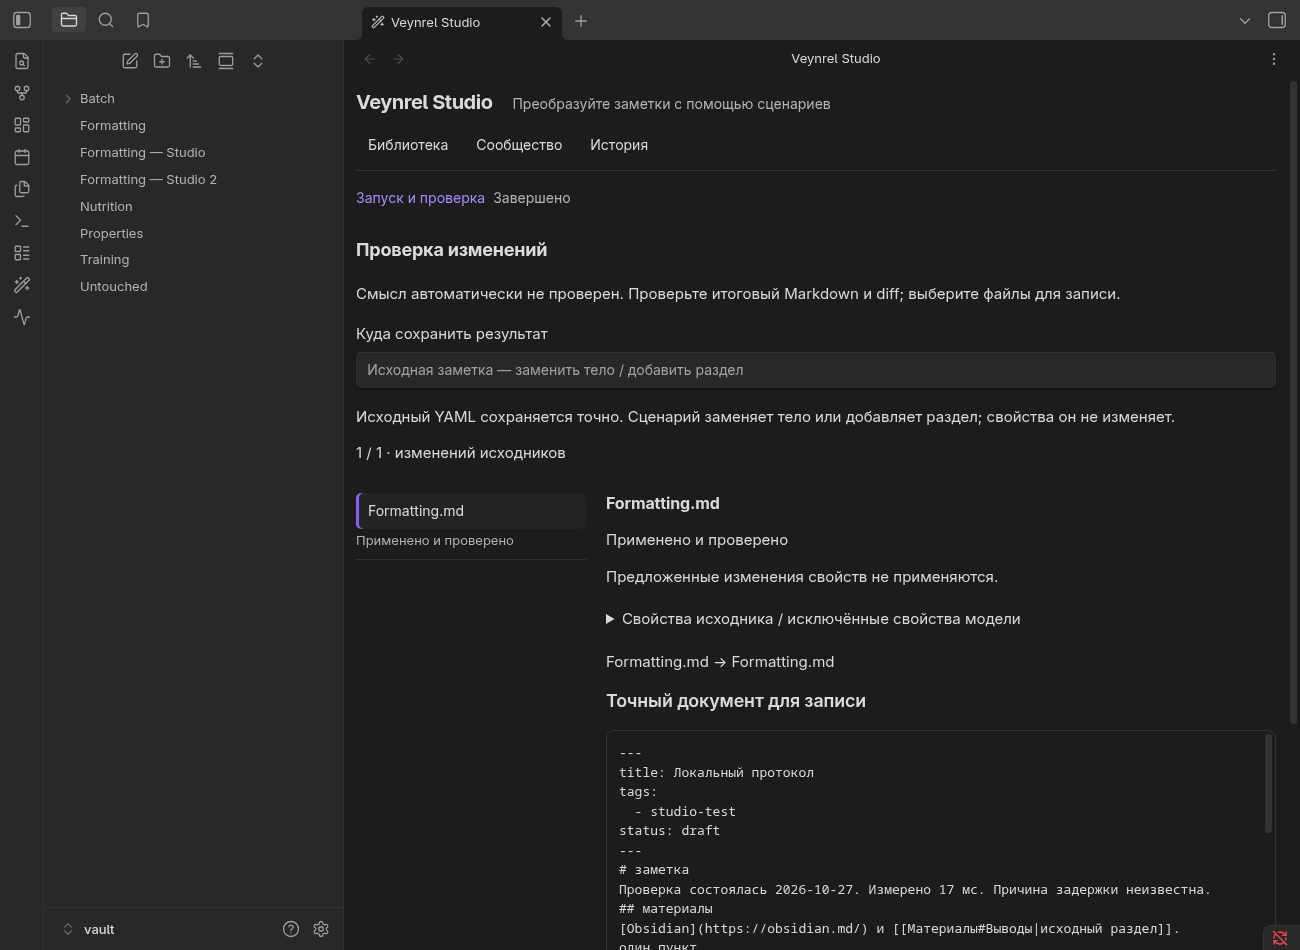 Veynrel Studio
Veynrel Studio
Batch
Formatting
Formatting — Studio
Formatting — Studio 2
Nutrition
Properties
Training
Untouched
vault
Veynrel Studio Преобразуйте заметки с помощью сценариев
Библиотека Сообщество История
Запуск и проверка Завершено
Проверка изменений
Смысл автоматически не проверен. Проверьте итоговый Markdown и diff; выберите файлы для записи.
Куда сохранить результат
Исходная заметка — заменить тело / добавить раздел
Исходный YAML сохраняется точно. Сценарий заменяет тело или добавляет раздел; свойства он не изменяет.
1 / 1 · изменений исходников
Formatting.md
Применено и проверено
Formatting.md
Применено и проверено
Предложенные изменения свойств не применяются.
Свойства исходника / исключённые свойства модели
Formatting.md → Formatting.md
Точный документ для записи
---
title: Локальный протокол
tags:
  - studio-test
status: draft
---
# заметка
Проверка состоялась 2026-10-27. Измерено 17 мс. Причина задержки неизвестна.
## материалы
[Obsidian](https://obsidian.md/) и [[Материалы#Выводы|исходный раздел]].
один пункт